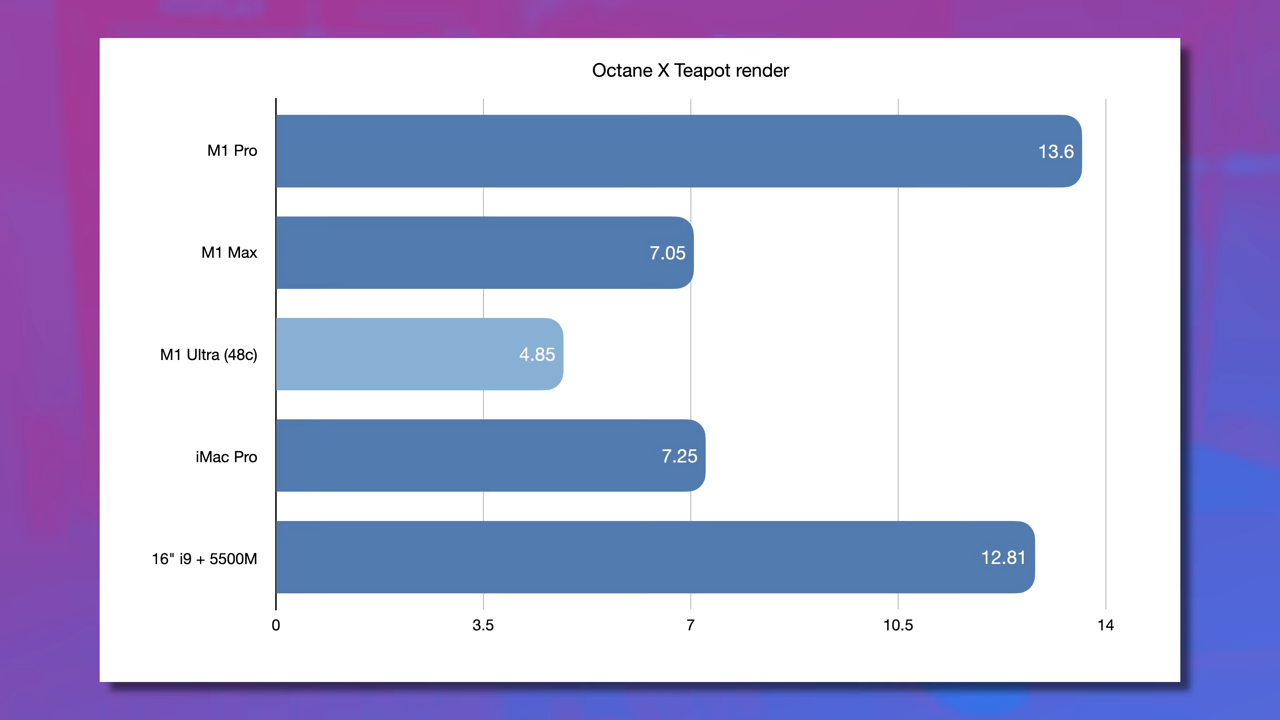 Octane X Teapot render
M1 Pro 13.6
M1 Max 7.05
M1 Ultra (48c) 4.85
iMac Pro 7.25
16" i9 + 5500M 12.81
0 3.5 7 10.5 14